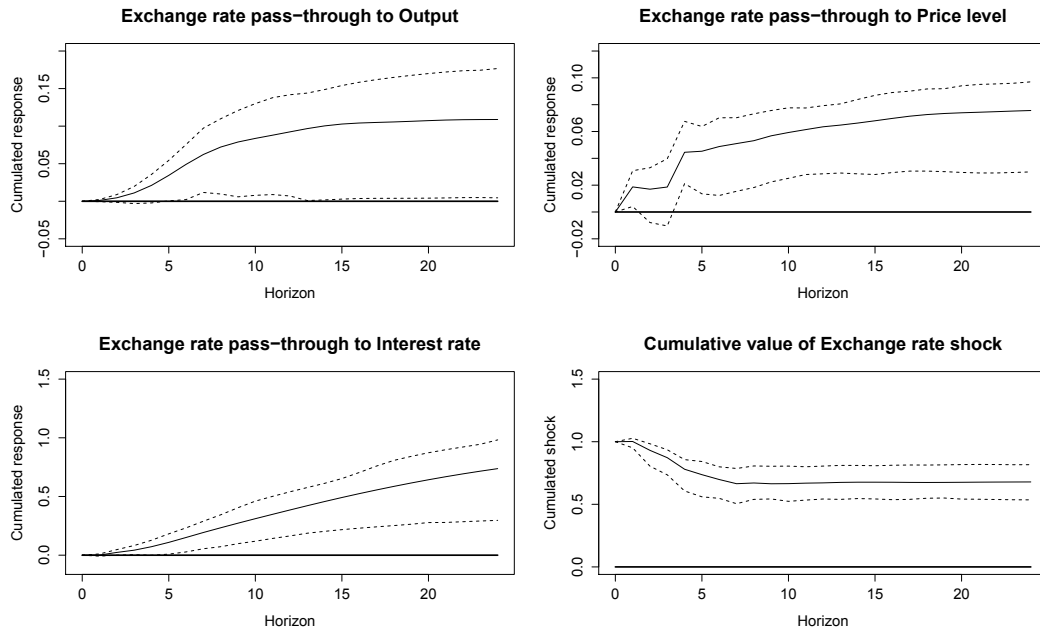 Exchange rate pass−through to Output
Cumulated response
0.15
0.05
−0.05
0 5 10 15 20
Horizon
Exchange rate pass−through to Price level
Cumulated response
0.10
0.06
0.02
−0.02
0 5 10 15 20
Horizon
Exchange rate pass−through to Interest rate
Cumulated response
1.5
1.0
0.5
0.0
0 5 10 15 20
Horizon
Cumulative value of Exchange rate shock
Cumulated shock
1.5
1.0
0.5
0.0
0 5 10 15 20
Horizon